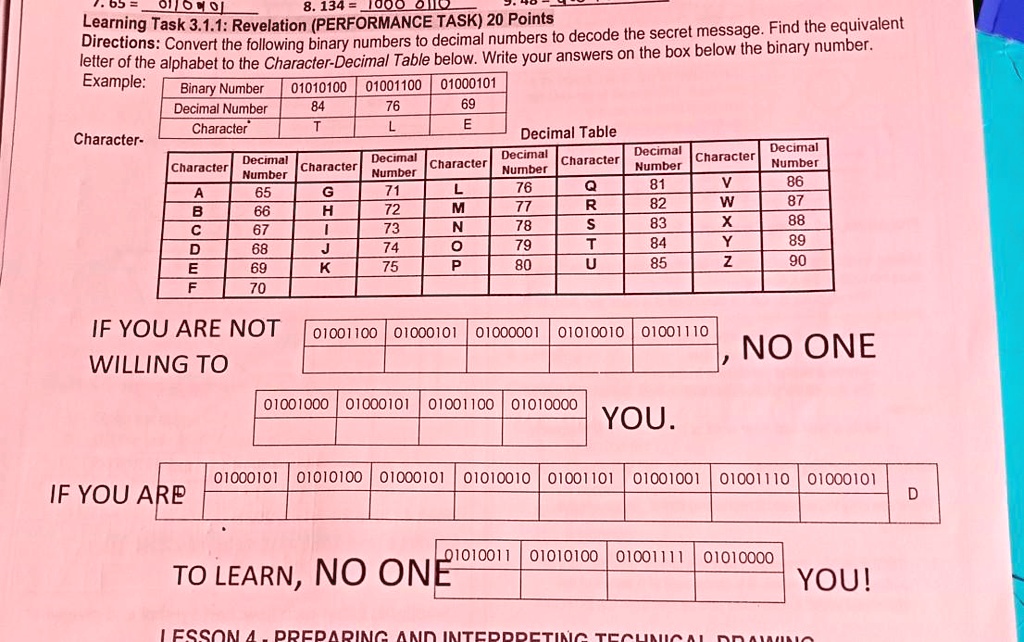 7. 65 =
8. 134 = 1000 0110
Learning Task 3.1.1: Revelation (PERFORMANCE TASK) 20 Points
Directions: Convert the following binary numbers to decimal numbers to decode the secret message. Find the equivalent
letter of the alphabet to the Character-Decimal Table below. Write your answers on the box below the binary number.
Example:
Binary Number 01010100 01001100 01000101
Decimal Number 84 76 69
Character T L E
Character- Decimal Table
Character Decimal Number Character Decimal Number Character Decimal Number Character Decimal Number Character Decimal Number
A 65 G 71 L 76 Q 81 V 86
B 66 H 72 M 77 R 82 W 87
C 67 I 73 N 78 S 83 X 88
D 68 J 74 O 79 T 84 Y 89
E 69 K 75 P 80 U 85 Z 90
F 70
IF YOU ARE NOT
WILLING TO
01001100 01000101 01000001 01010010 01001110
, NO ONE
01001000 01000101 01001100 01010000
YOU.
IF YOU ARE
01000101 01010100 01000101 01010010 01001101 01001001 01001110 01000101 D
TO LEARN, NO ONE
01010011 01010100 01001111 01010000
YOU!
LESSON 4 - PREPARING AND INTERPRETING TECHNICAL DRAWING